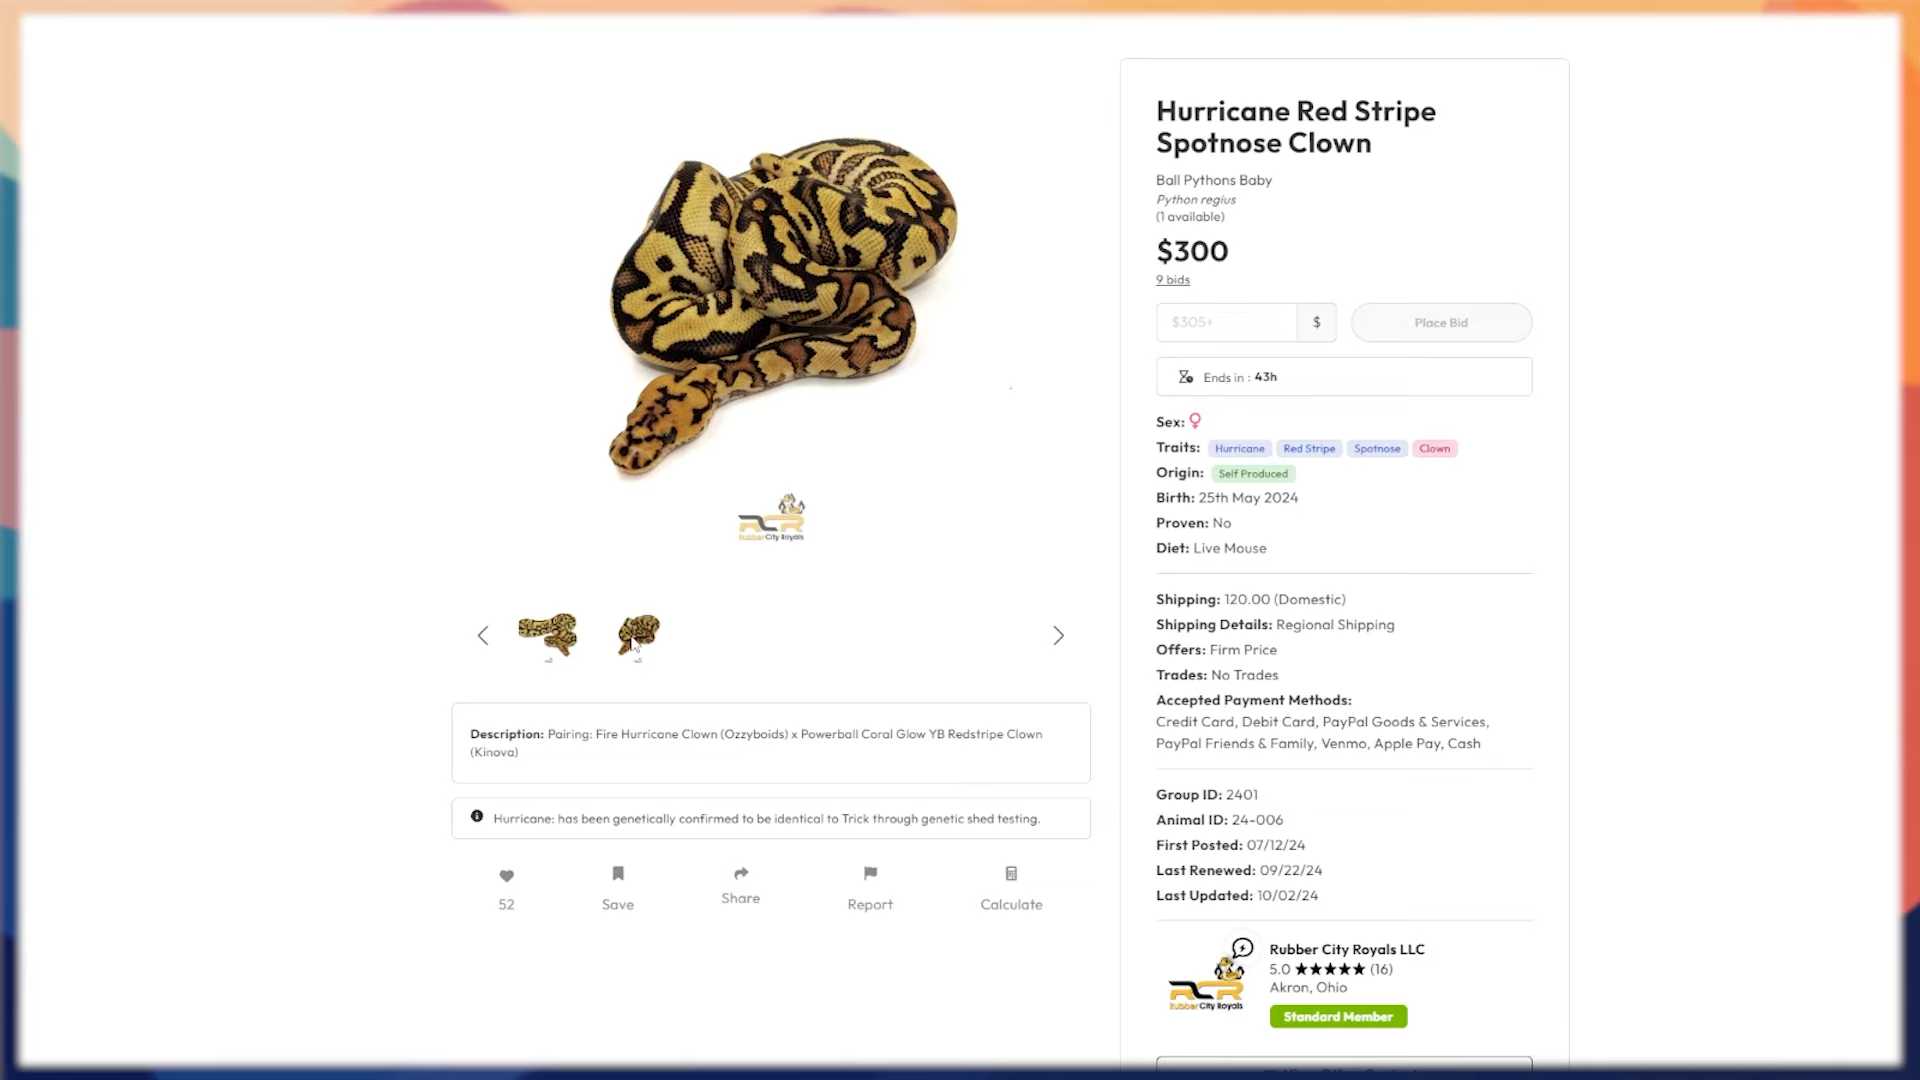 Hurricane Red Stripe
Spotnose Clown
Ball Pythons Baby
Python regius
(1 available)
$300
9 bids
$305+
$
Place Bid
Ends in : 43h
Sex:
Traits: Hurricane Red Stripe Spotnose Clown
Origin: Self Produced
Birth: 25th May 2024
Proven: No
Diet: Live Mouse
Shipping: 120.00 (Domestic)
Shipping Details: Regional Shipping
Offers: Firm Price
Trades: No Trades
Accepted Payment Methods:
Credit Card, Debit Card, PayPal Goods & Services,
PayPal Friends & Family, Venmo, Apple Pay, Cash
Group ID: 2401
Animal ID: 24-006
First Posted: 07/12/24
Last Renewed: 09/22/24
Last Updated: 10/02/24
RCR
RubberCity Royals
Rubber City Royals LLC
5.0 ★★★★★ (16)
Akron, Ohio
Standard Member
RCR
RubberCity Royals
Description: Pairing: Fire Hurricane Clown (Ozzyboids) x Powerball Coral Glow YB Redstripe Clown
(Kinova)
Hurricane: has been genetically confirmed to be identical to Trick through genetic shed testing.
52
Save
Share
Report
Calculate